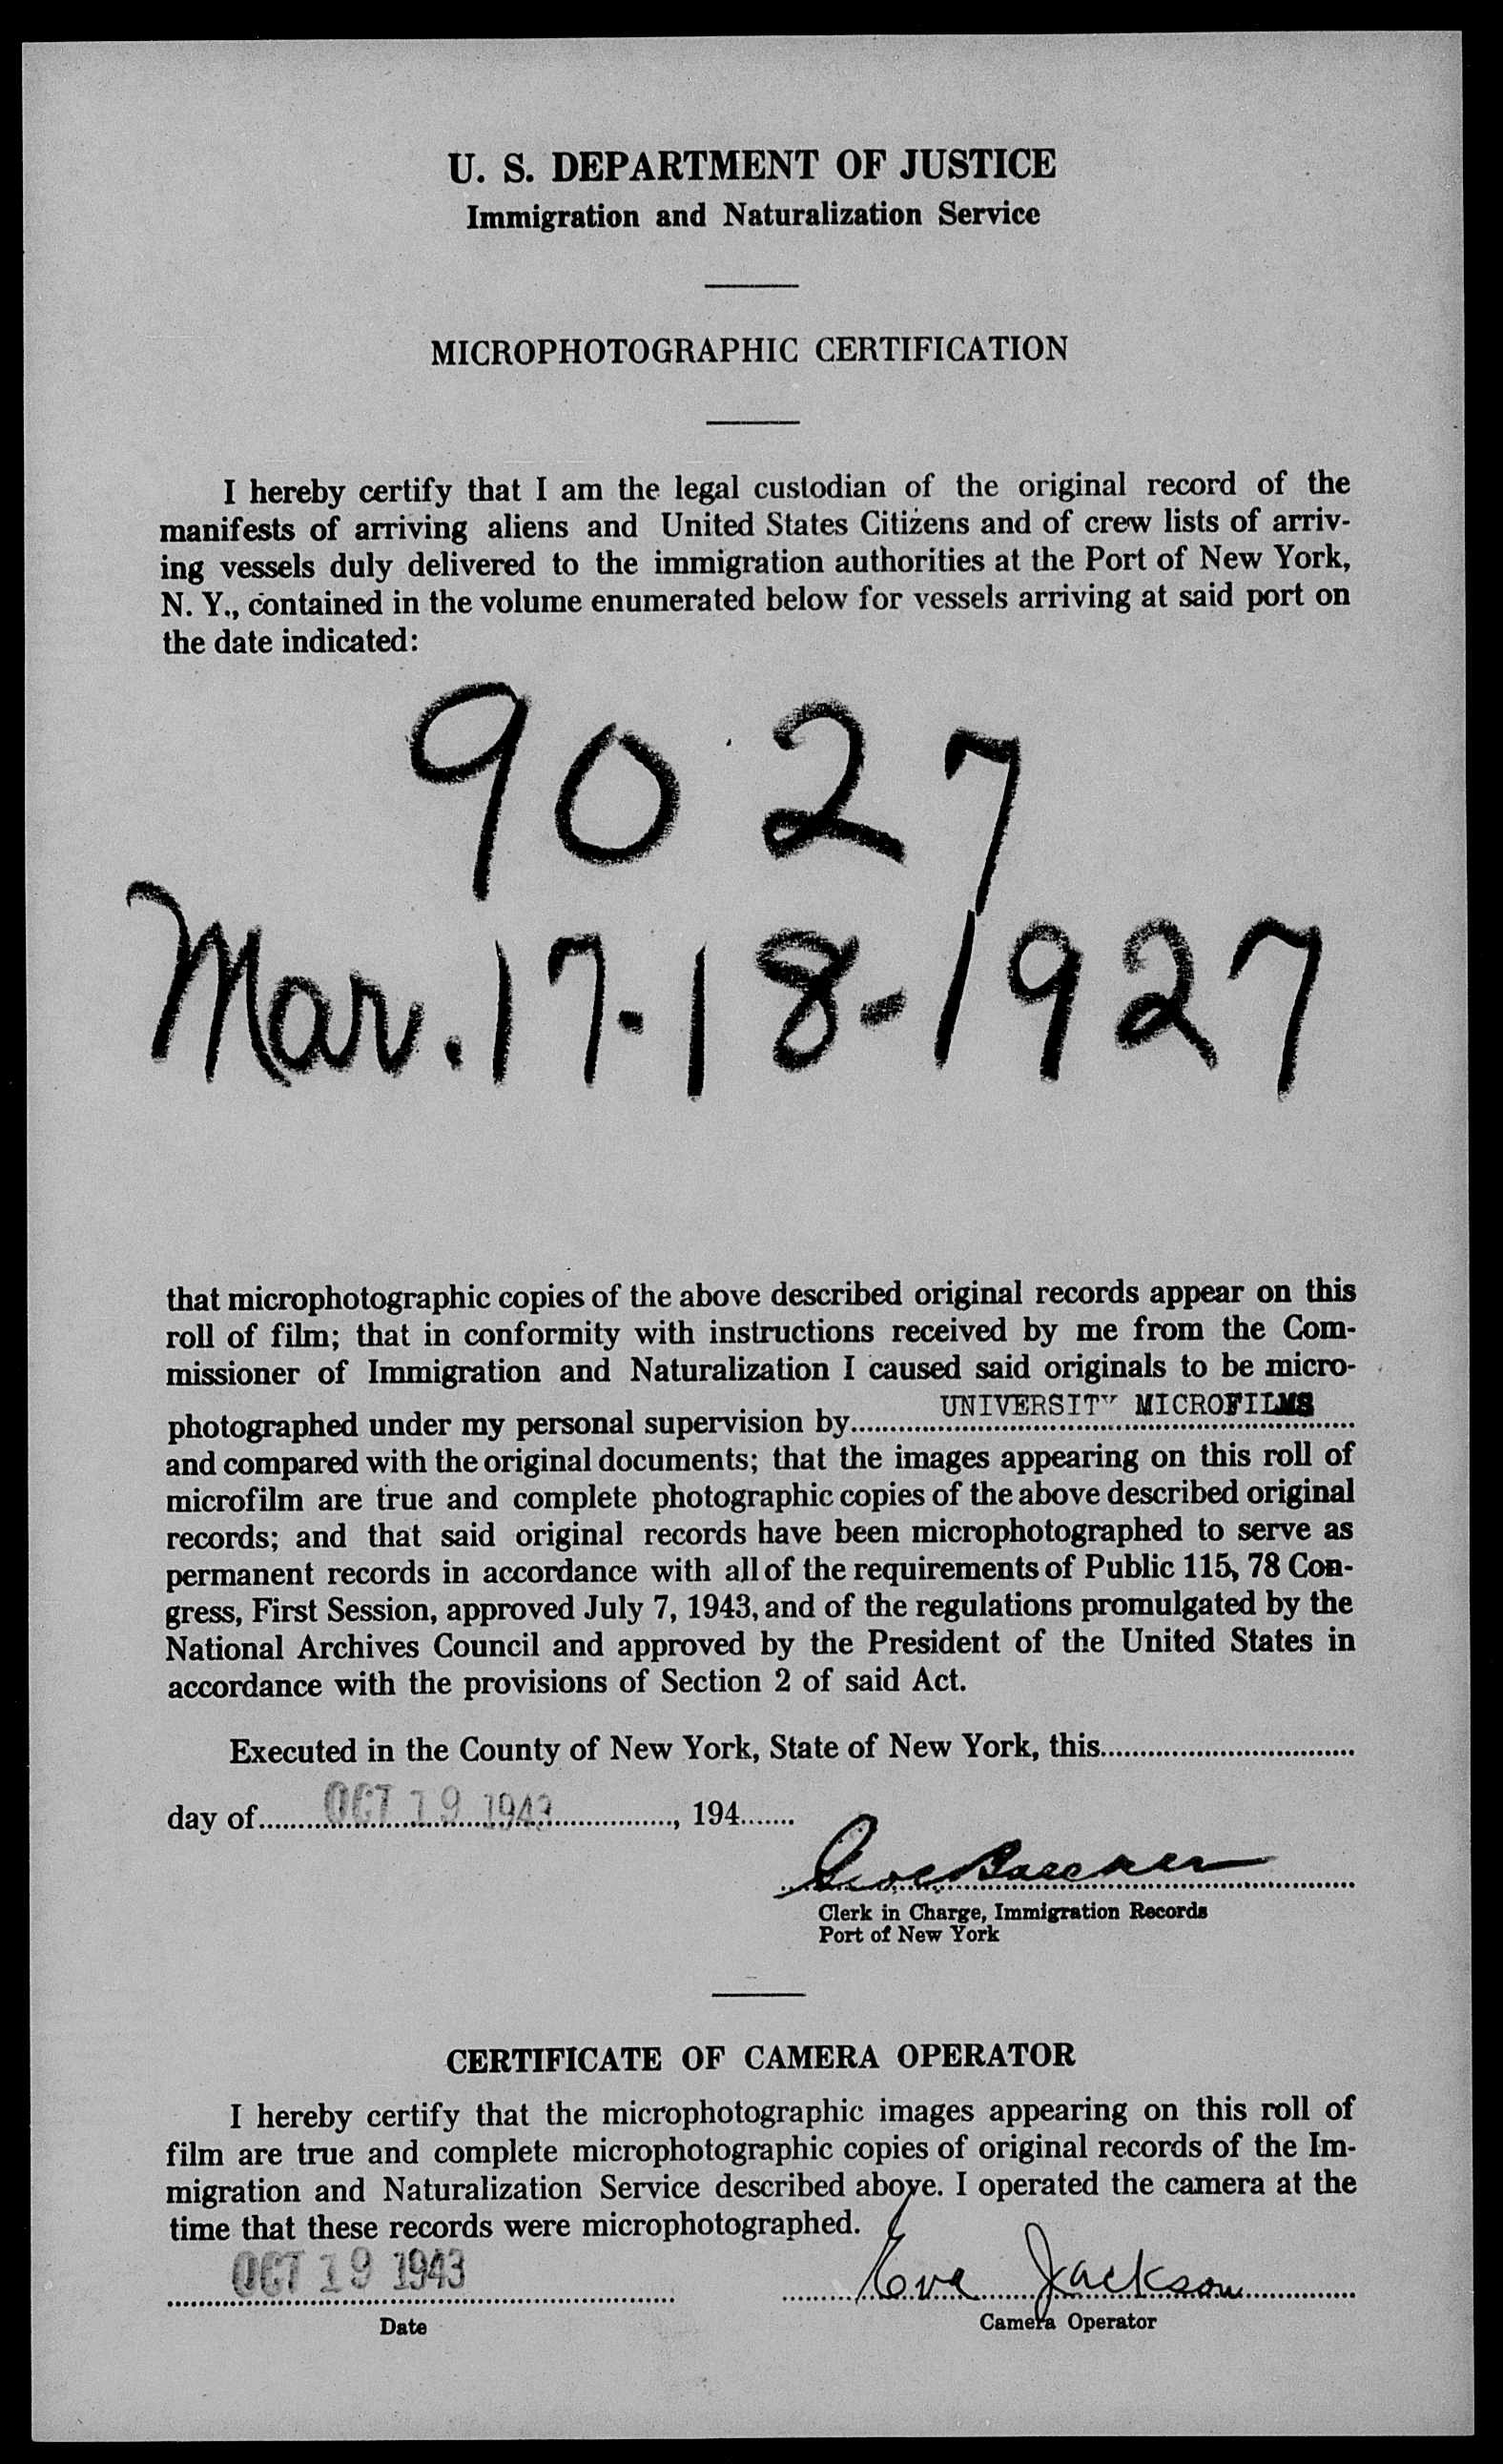 U. S. DEPARTMENT OF JUSTICE
Immigration and Naturalization Service
MICROPHOTOGRAPHIC CERTIFICATION
I hereby certify that I am the legal custodian of the original record of the
manifests of arriving aliens and United States Citizens and of crew lists of arriv-
ing vessels duly delivered to the immigration authorities at the Port of New York,
N. Y., contained in the volume enumerated below for vessels arriving at said port on
the date indicated:
9027
Mar. 17-18-1927
that microphotographic copies of the above described original records appear on this
roll of film; that in conformity with instructions received by me from the Com-
missioner of Immigration and Naturalization I caused said originals to be micro-
photographed under my personal supervision by UNIVERSITY MICROFILMS
and compared with the original documents; that the images appearing on this roll of
microfilm are true and complete photographic copies of the above described original
records; and that said original records have been microphotographed to serve as
permanent records in accordance with all of the requirements of Public 115, 78 Con-
gress, First Session, approved July 7, 1943, and of the regulations promulgated by the
National Archives Council and approved by the President of the United States in
accordance with the provisions of Section 2 of said Act.
Executed in the County of New York, State of New York, this
day of OCT 19 1943, 194
Clerk in Charge, Immigration Records
Port of New York
CERTIFICATE OF CAMERA OPERATOR
I hereby certify that the microphotographic images appearing on this roll of
film are true and complete microphotographic copies of original records of the Im-
migration and Naturalization Service described above. I operated the camera at the
time that these records were microphotographed.
OCT 19 1943 Eva Jackson
Date Camera Operator